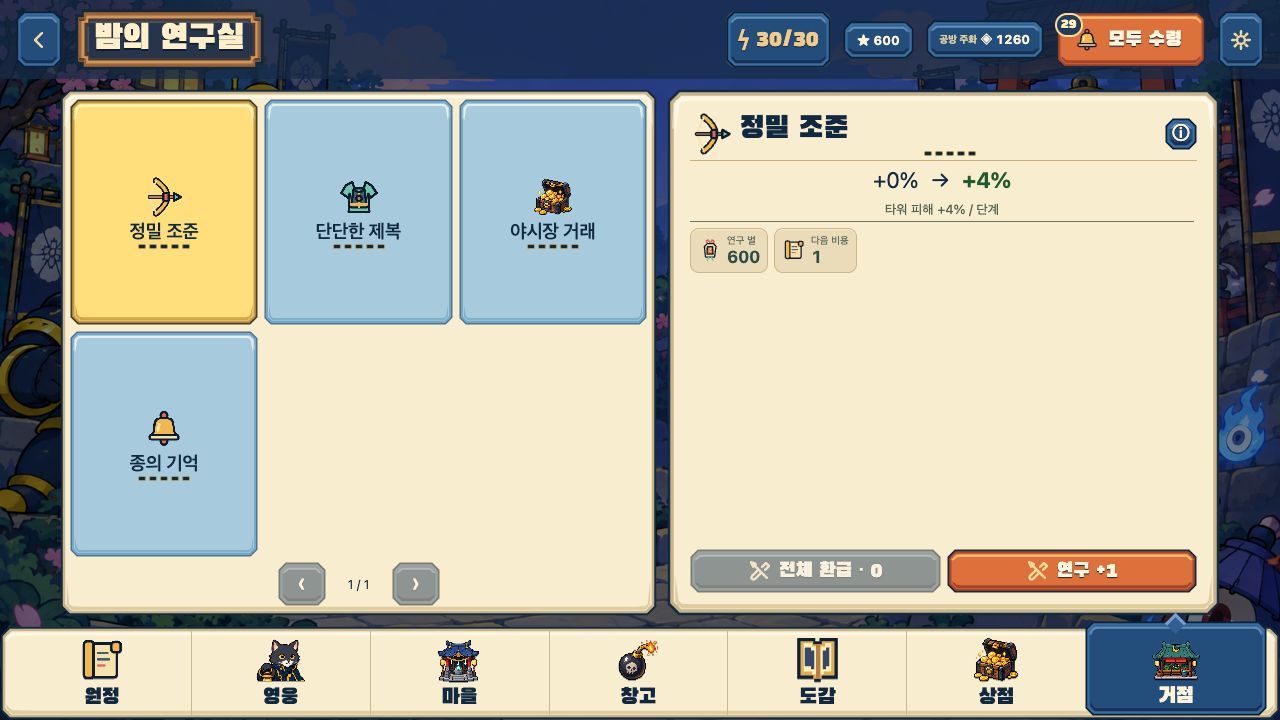 밤의 연구실
30/30
★ 600
공방 주화 ◈ 1260
29
모두 수령
정밀 조준
단단한 제복
야시장 거래
종의 기억
‹
1 / 1
›
정밀 조준
+0% → +4%
타워 피해 +4% / 단계
연구 별
600
다음 비용
1
전체 환급 · 0
연구 +1
원정
영웅
마을
창고
도감
상점
거점